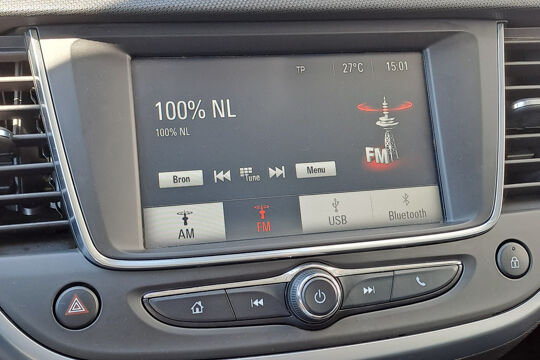 TP 27°C 15:01
100% NL
100% NL
FM
Bron Tune Menu
AM FM USB Bluetooth